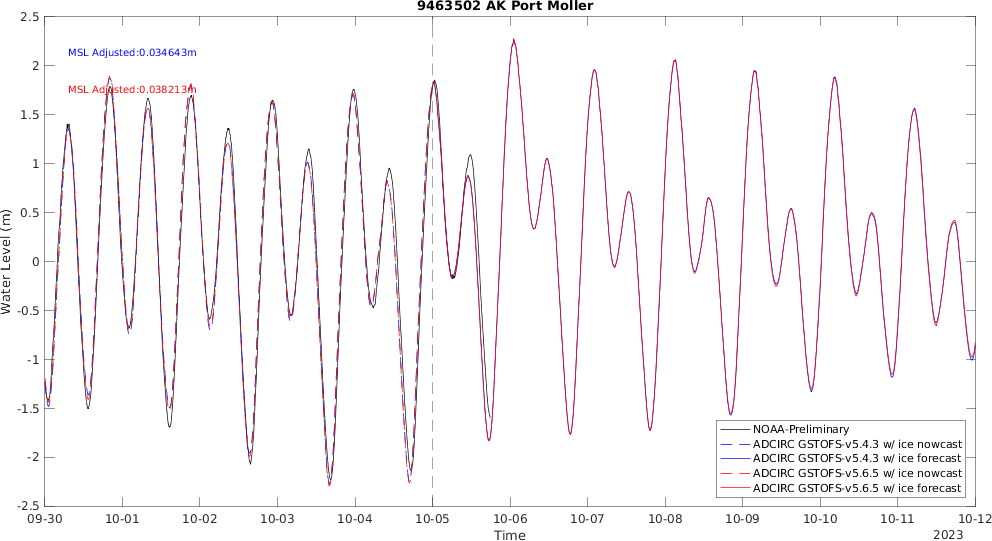 9463502 AK Port Moller
MSL Adjusted:0.034643m
MSL Adjusted:0.038213m
Water Level (m)
2.5
2
1.5
1
0.5
0
-0.5
-1
-1.5
-2
-2.5
NOAA-Preliminary
ADCIRC GSTOFS-v5.4.3 w/ ice nowcast
ADCIRC GSTOFS-v5.4.3 w/ ice forecast
ADCIRC GSTOFS-v5.6.5 w/ ice nowcast
ADCIRC GSTOFS-v5.6.5 w/ ice forecast
09-30 10-01 10-02 10-03 10-04 10-05 10-06 10-07 10-08 10-09 10-10 10-11 10-12
Time
2023